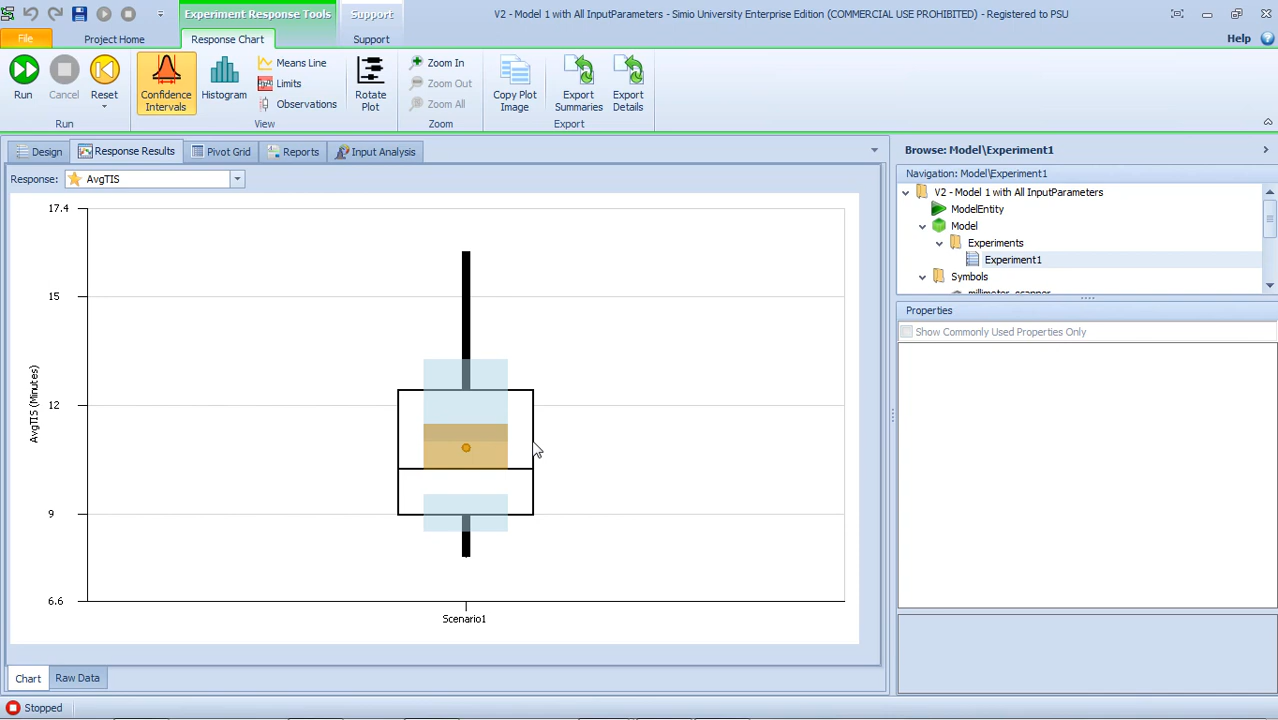 Experiment Response Tools
Support
V2 - Model 1 with All InputParameters - Simio University Enterprise Edition (COMMERCIAL USE PROHIBITED) - Registered to PSU
File
Project Home
Response Chart
Support
Help
Run
Cancel
Reset
Confidence Intervals
Histogram
Means Line
Limits
Observations
Rotate Plot
Zoom In
Zoom Out
Zoom All
Copy Plot Image
Export Summaries
Export Details
Run
View
Zoom
Export
Design
Response Results
Pivot Grid
Reports
Input Analysis
Response:
AvgTIS
17.4
15
12
9
6.6
AvgTIS (Minutes)
Scenario1
Chart
Raw Data
Stopped
Browse: Model\Experiment1
Navigation: Model\Experiment1
V2 - Model 1 with All InputParameters
ModelEntity
Model
Experiments
Experiment1
Symbols
millimeter_scanner
Properties
Show Commonly Used Properties Only